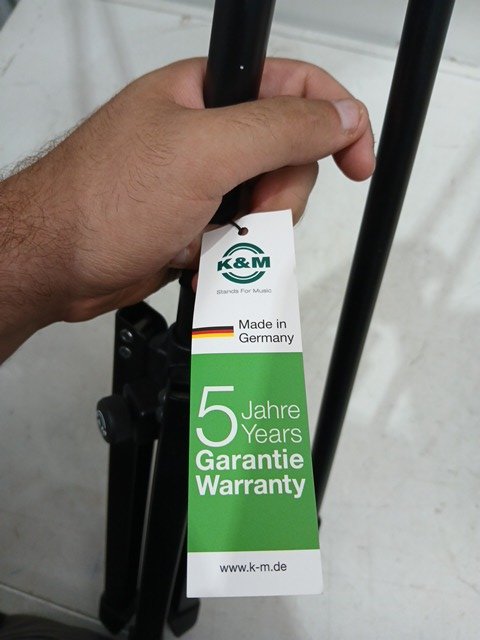 K&M
Stands For Music
Made in
Germany
5 Jahre
Years
Garantie
Warranty
www.k-m.de